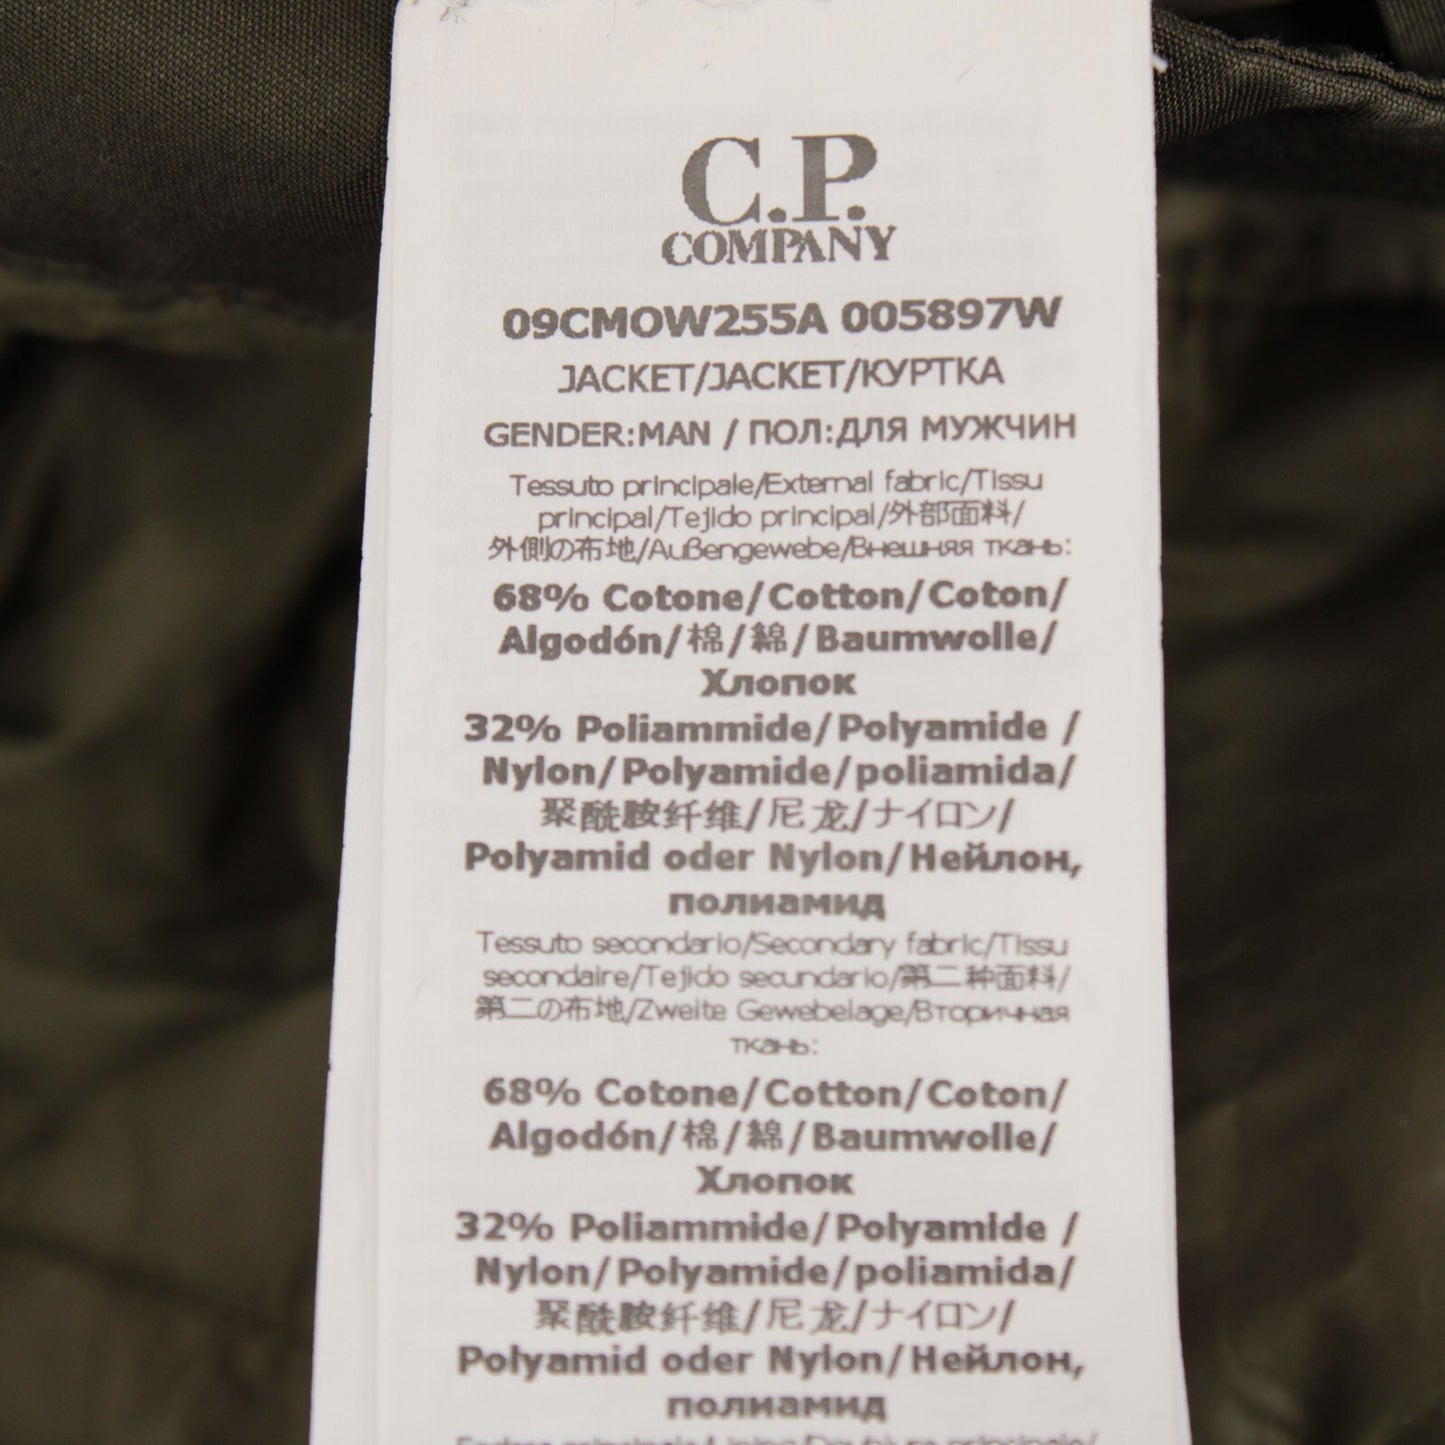 C.P.
COMPANY
09CMOW255A 005897W
JACKET/JACKET/КУРТКА
GENDER:MAN / ПОЛ:ДЛЯ МУЖЧИН
Tessuto principale/External fabric/Tissu
principal/Tejido principal/外部面料/
外側の布地/Außengewebe/Внешняя ткань:
68% Cotone/Cotton/Coton/
Algodón/棉/綿/Baumwolle/
Хлопок
32% Poliammide/Polyamide /
Nylon/Polyamide/poliamida/
聚酰胺纤维/尼龙/ナイロン/
Polyamid oder Nylon/Нейлон,
полиамид
Tessuto secondario/Secondary fabric/Tissu
secondaire/Tejido secundario/第二种面料/
第二の布地/Zweite Gewebelage/Вторичная
ткань:
68% Cotone/Cotton/Coton/
Algodón/棉/綿/Baumwolle/
Хлопок
32% Poliammide/Polyamide /
Nylon/Polyamide/poliamida/
聚酰胺纤维/尼龙/ナイロン/
Polyamid oder Nylon/Нейлон,
полиамид